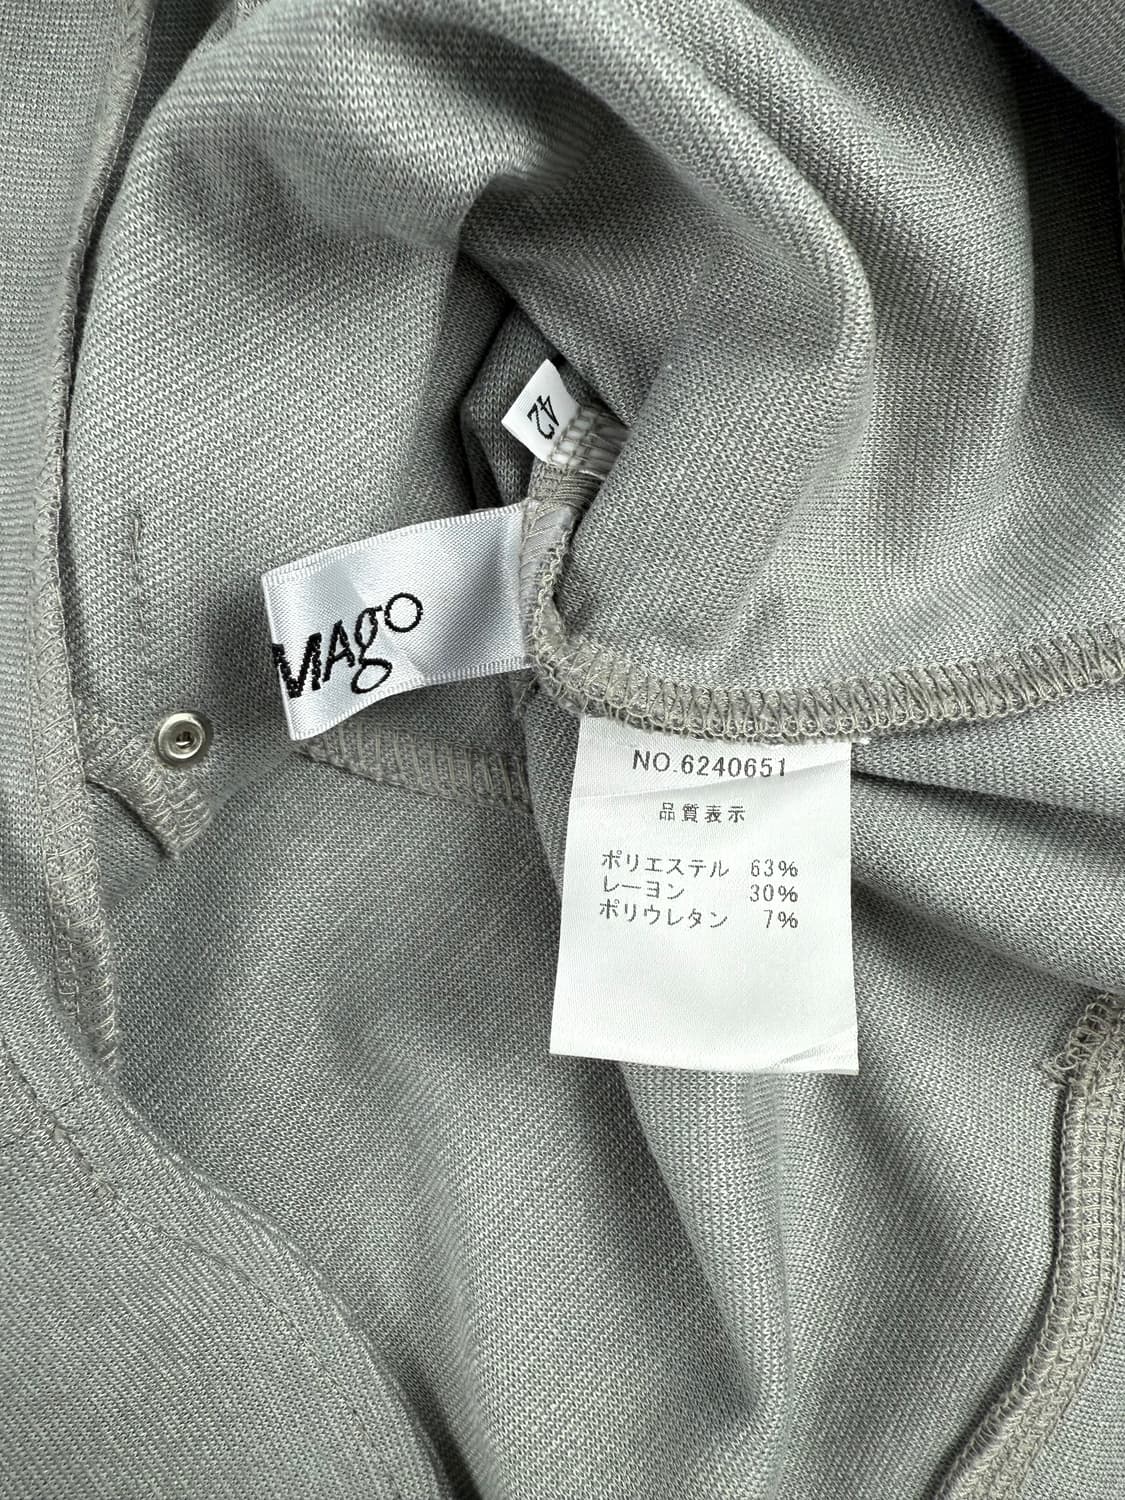 42
MAgo
NO.6240651
品質表示
ポリエステル 63%
レーヨン 30%
ポリウレタン 7%